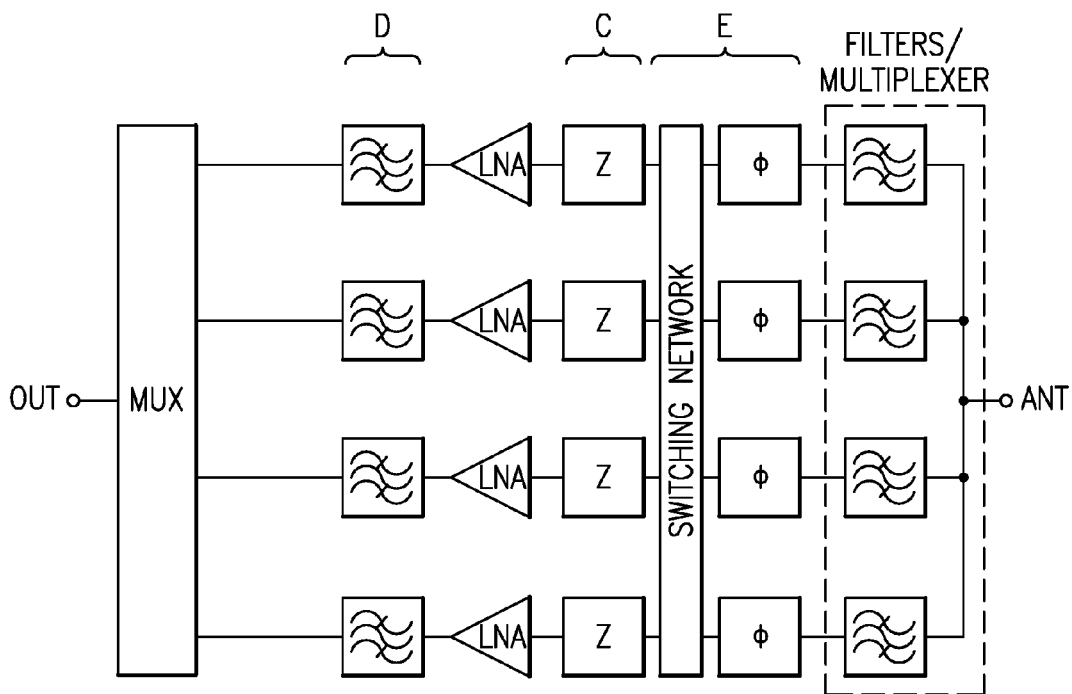 D
C
E
FILTERS/
MULTIPLEXER
LNA
Z
ɸ
LNA
Z
ɸ
OUT
MUX
SWITCHING NETWORK
ANT
LNA
Z
ɸ
LNA
Z
ɸ